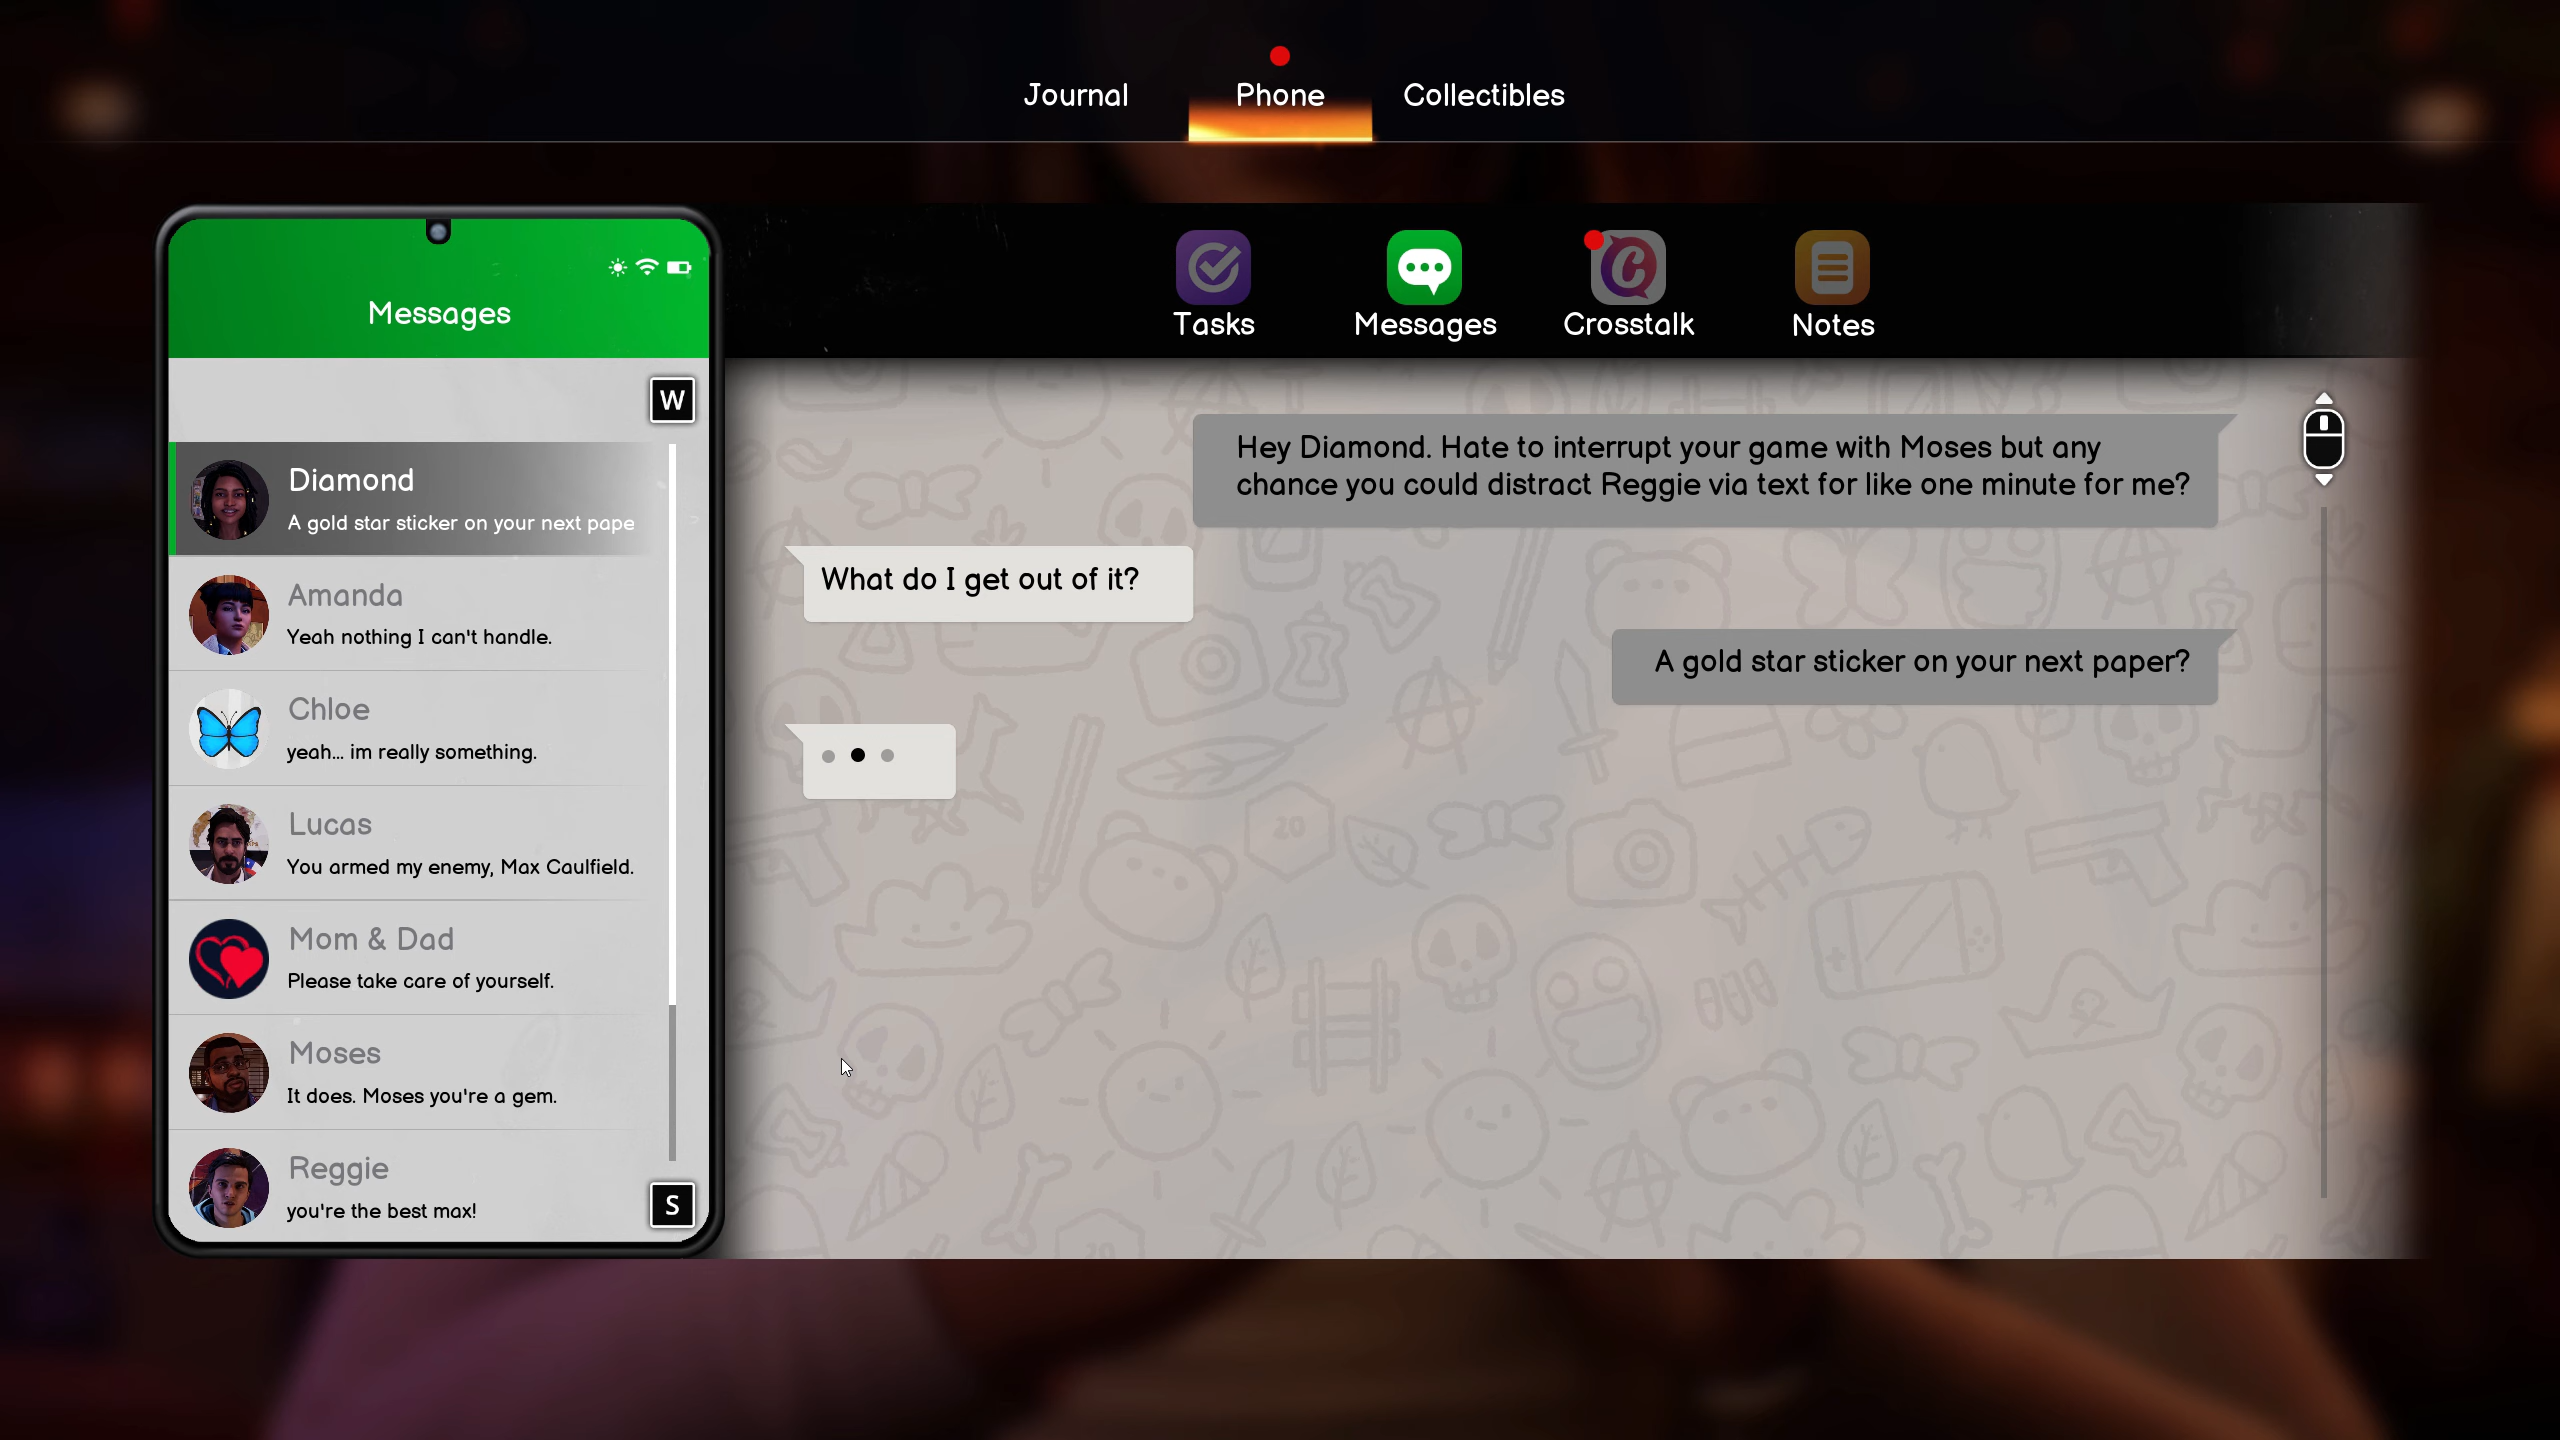 Journal
Phone
Collectibles
Messages
Tasks
Messages
Crosstalk
Notes
W
Diamond
A gold star sticker on your next pape
Amanda
Yeah nothing I can't handle.
Chloe
yeah... im really something.
Lucas
You armed my enemy, Max Caulfield.
Mom & Dad
Please take care of yourself.
Moses
It does. Moses you're a gem.
Reggie
you're the best max!
S
Hey Diamond. Hate to interrupt your game with Moses but any
chance you could distract Reggie via text for like one minute for me?
What do I get out of it?
A gold star sticker on your next paper?
20
20